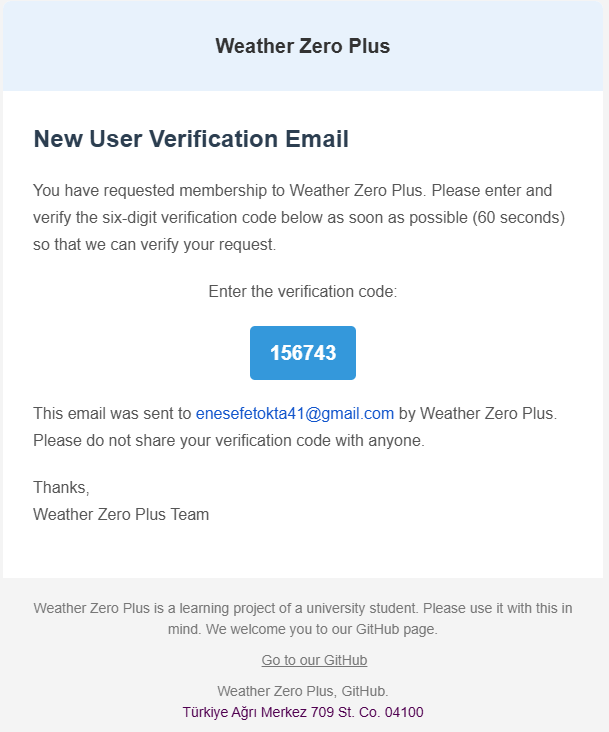 Weather Zero Plus
New User Verification Email
You have requested membership to Weather Zero Plus. Please enter and
verify the six-digit verification code below as soon as possible (60 seconds)
so that we can verify your request.
Enter the verification code:
156743
This email was sent to enesefetokta41@gmail.com by Weather Zero Plus.
Please do not share your verification code with anyone.
Thanks,
Weather Zero Plus Team
Weather Zero Plus is a learning project of a university student. Please use it with this in
mind. We welcome you to our GitHub page.
Go to our GitHub
Weather Zero Plus, GitHub.
Türkiye Ağrı Merkez 709 St. Co. 04100